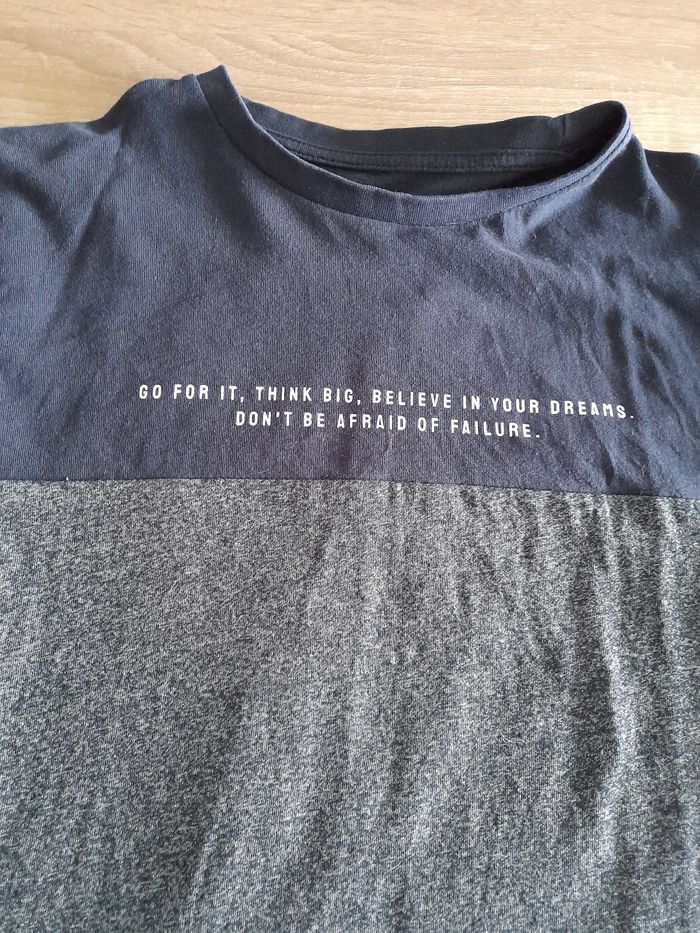 GO FOR IT, THINK BIG, BELIEVE IN YOUR DREAMS.
DON'T BE AFRAID OF FAILURE.